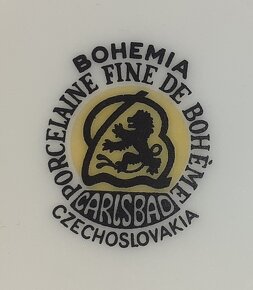 BOHEMIA
PORCELAINE FINE DE BOHÊME
CARLSBAD
CZECHOSLOVAKIA